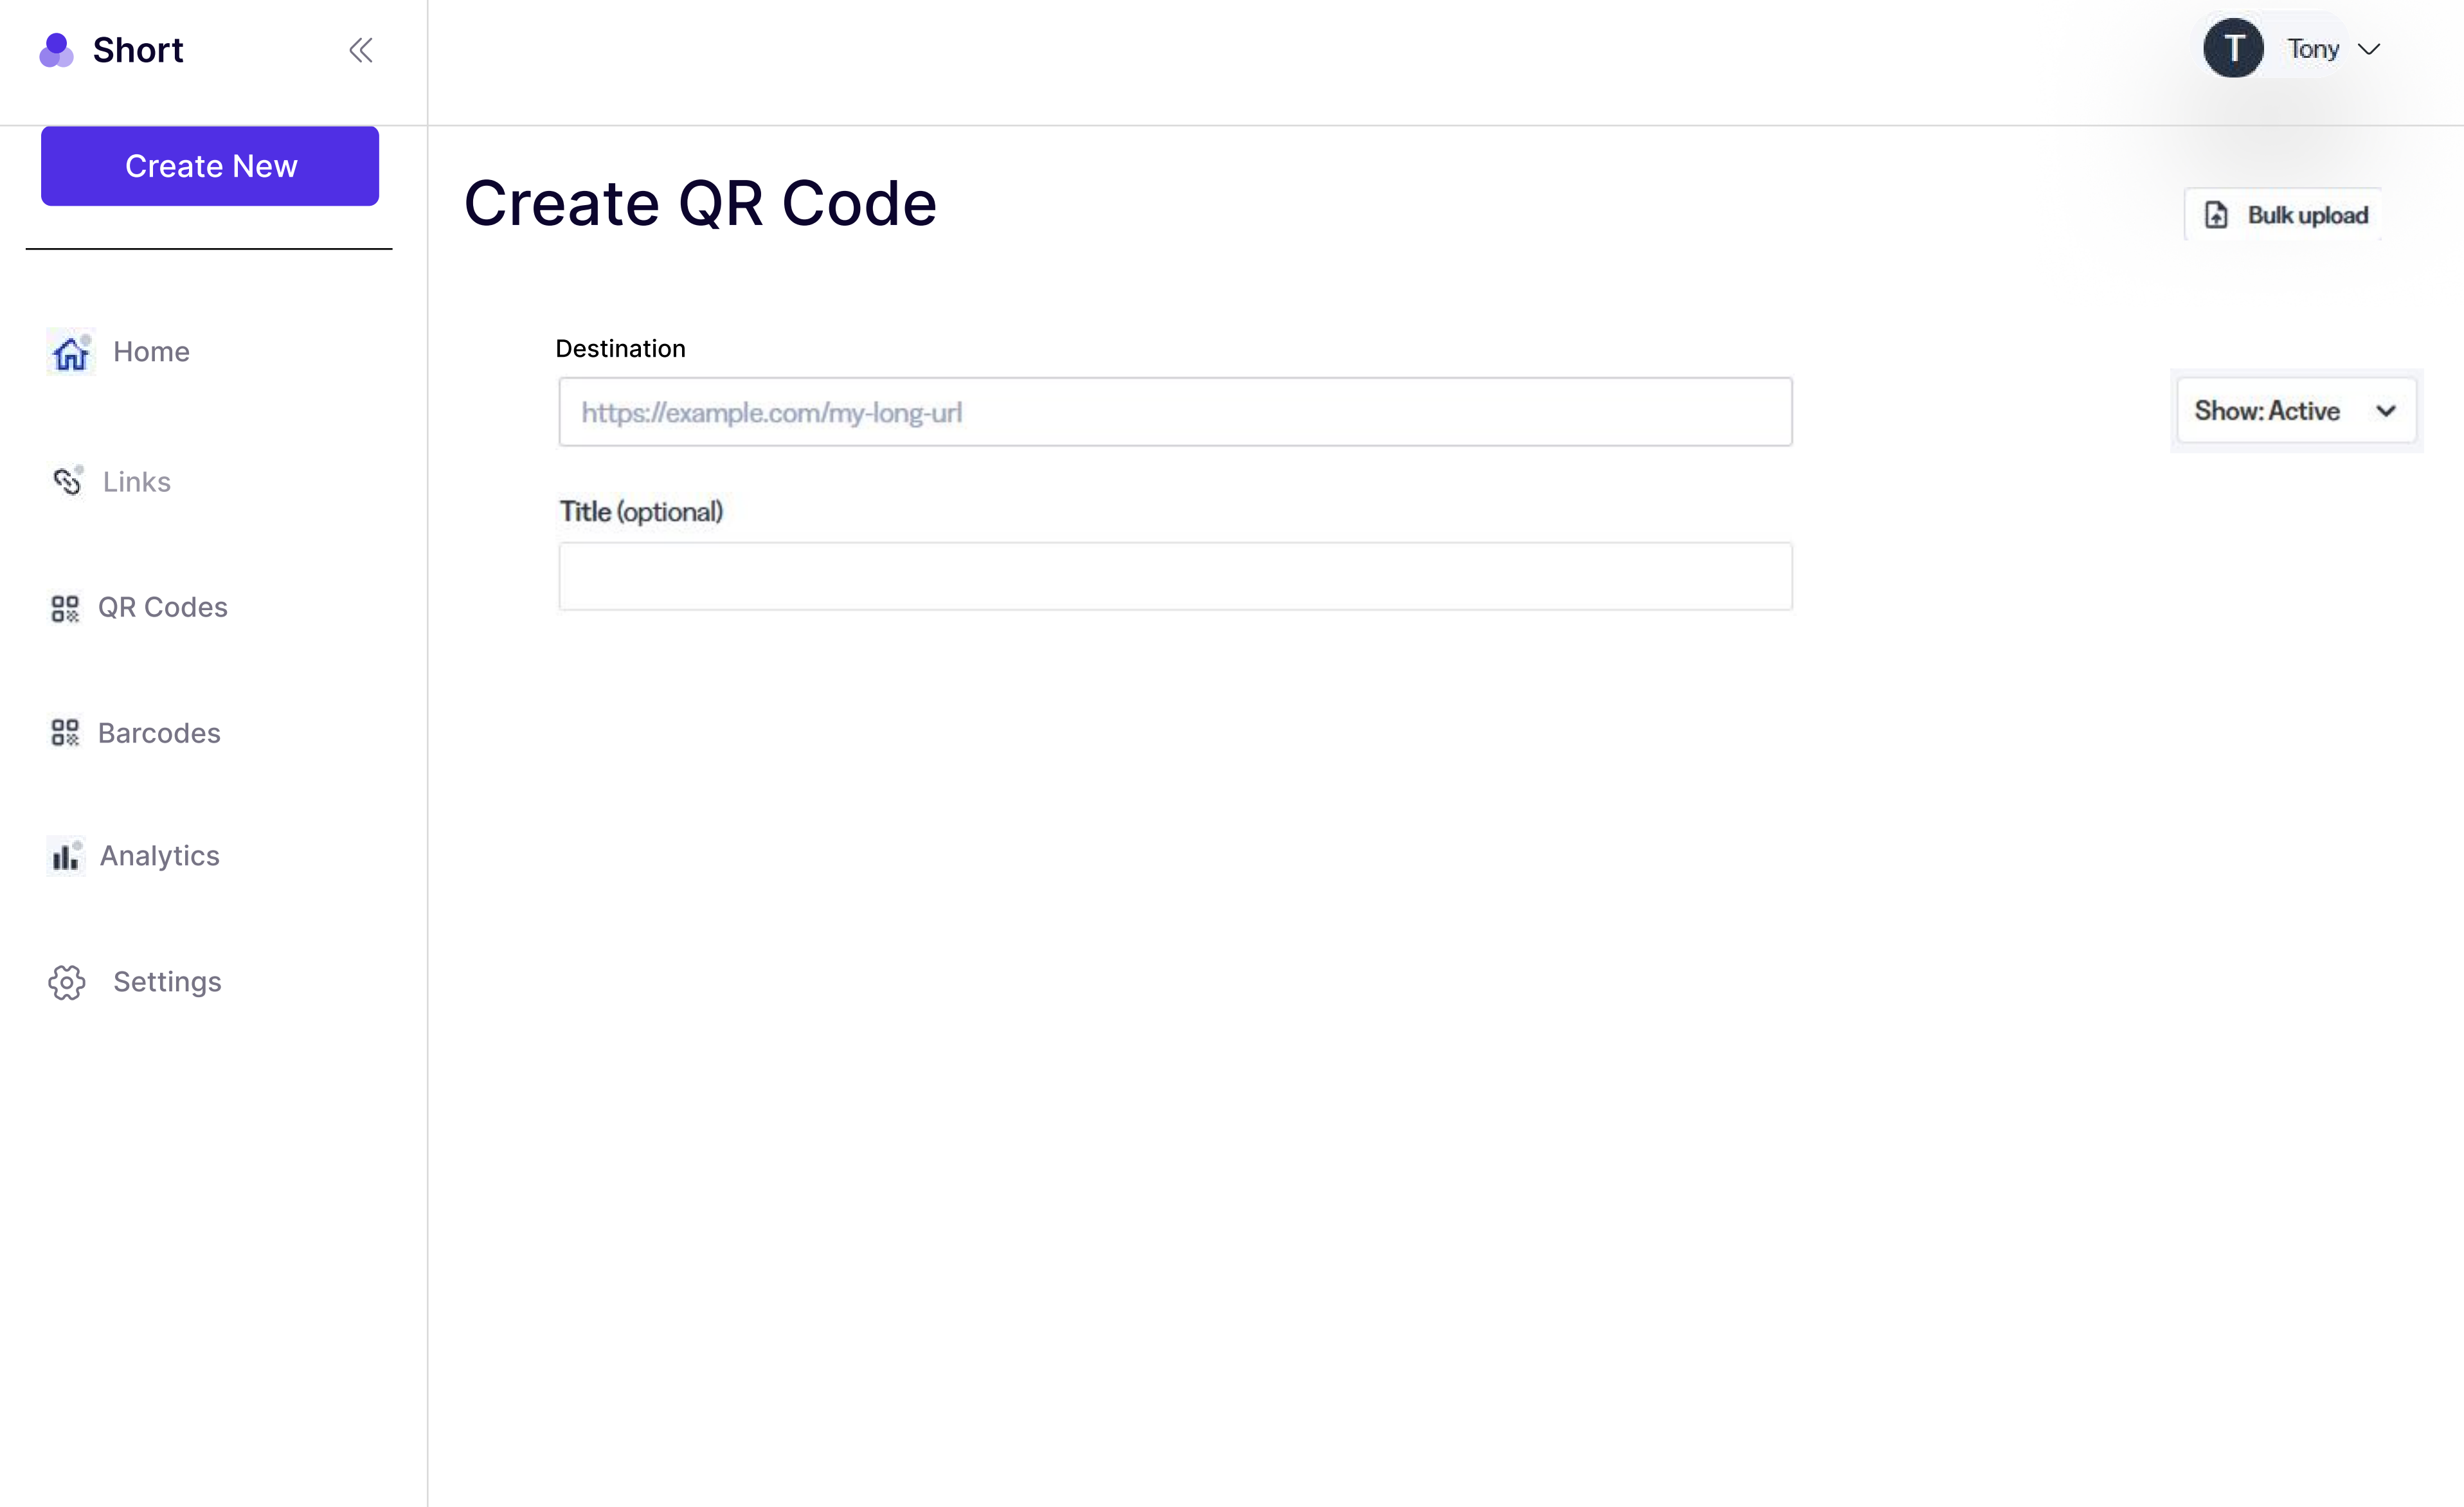 Short
T Tony
Create New
Create QR Code
Bulk upload
Home
Destination
https://example.com/my-long-url
Show: Active
Links
Title (optional)
QR Codes
Barcodes
Analytics
Settings